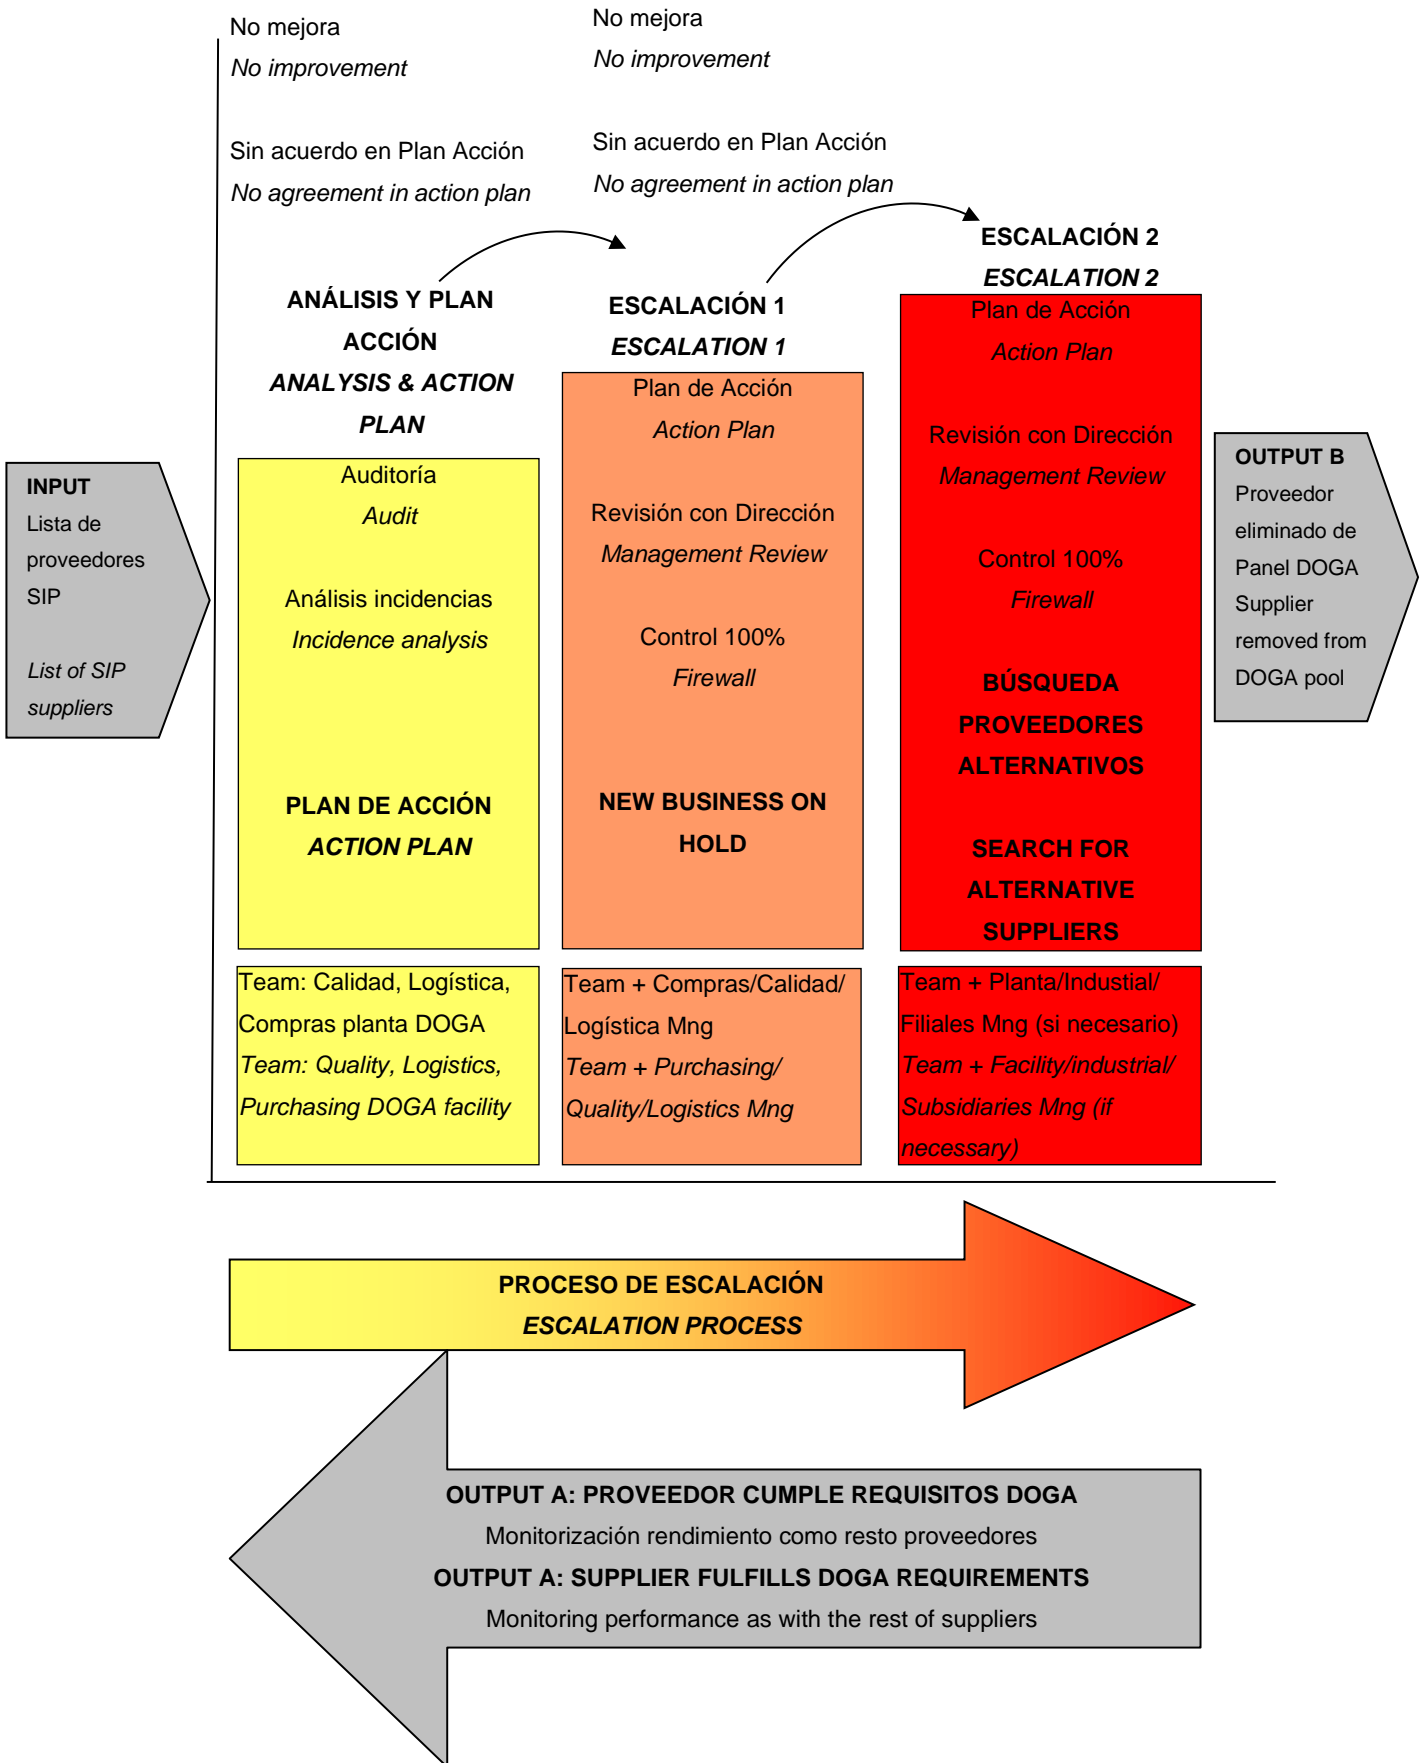 No mejora
No improvement
Sin acuerdo en Plan Acción
No agreement in action plan
No mejora
No improvement
Sin acuerdo en Plan Acción
No agreement in action plan
INPUT
Lista de
proveedores
SIP
List of SIP
suppliers
ANÁLISIS Y PLAN
ACCIÓN
ANALYSIS & ACTION
PLAN
Auditoría
Audit
Análisis incidencias
Incidence analysis
PLAN DE ACCIÓN
ACTION PLAN
Team: Calidad, Logística,
Compras planta DOGA
Team: Quality, Logistics,
Purchasing DOGA facility
ESCALACIÓN 1
ESCALATION 1
Plan de Acción
Action Plan
Revisión con Dirección
Management Review
Control 100%
Firewall
NEW BUSINESS ON
HOLD
Team + Compras/Calidad/
Logística Mng
Team + Purchasing/
Quality/Logistics Mng
ESCALACIÓN 2
ESCALATION 2
Plan de Acción
Action Plan
Revisión con Dirección
Management Review
Control 100%
Firewall
BÚSQUEDA
PROVEEDORES
ALTERNATIVOS
SEARCH FOR
ALTERNATIVE
SUPPLIERS
Team + Planta/Industial/
Filiales Mng (si necesario)
Team + Facility/industrial/
Subsidiaries Mng (if
necessary)
OUTPUT B
Proveedor
eliminado de
Panel DOGA
Supplier
removed from
DOGA pool
PROCESO DE ESCALACIÓN
ESCALATION PROCESS
OUTPUT A: PROVEEDOR CUMPLE REQUISITOS DOGA
Monitorización rendimiento como resto proveedores
OUTPUT A: SUPPLIER FULFILLS DOGA REQUIREMENTS
Monitoring performance as with the rest of suppliers